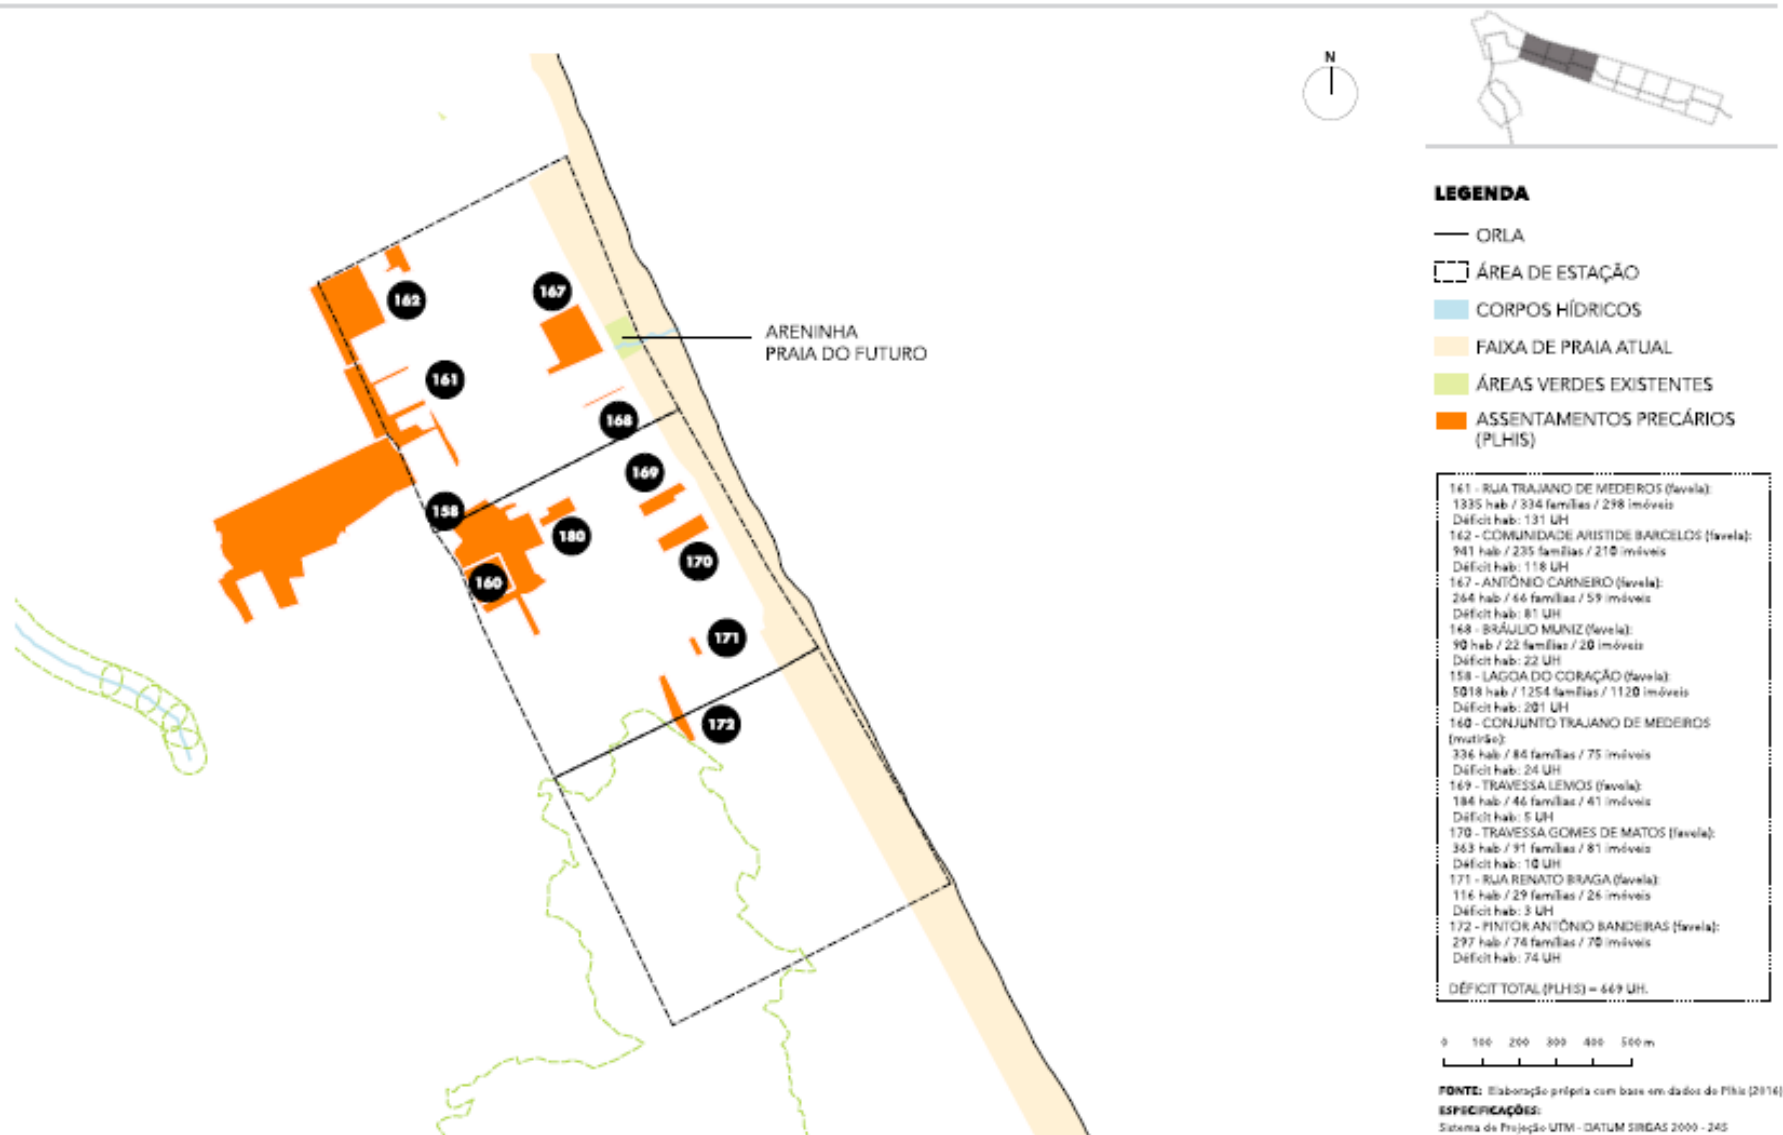 N
162
167
161
168
169
158
180
170
160
171
172
ARENINHA
PRAIA DO FUTURO
LEGENDA
ORLA
ÁREA DE ESTAÇÃO
CORPOS HÍDRICOS
FAIXA DE PRAIA ATUAL
ÁREAS VERDES EXISTENTES
ASSENTAMENTOS PRECÁRIOS
(PLHIS)
161 - RUA TRAJANO DE MEDEIROS (favela):
1335 hab / 334 famílias / 298 imóveis
Déficit hab: 131 UH
162 - COMUNIDADE ARISTIDE BARCELOS (favela):
941 hab / 235 famílias / 210 imóveis
Déficit hab: 118 UH
167 - ANTÔNIO CARNEIRO (favela):
264 hab / 66 famílias / 59 imóveis
Déficit hab: 81 UH
168 - BRÁULIO MUNIZ (favela):
90 hab / 22 famílias / 20 imóveis
Déficit hab: 22 UH
158 - LAGOA DO CORAÇÃO (favela):
5018 hab / 1254 famílias / 1120 imóveis
Déficit hab: 201 UH
160 - CONJUNTO TRAJANO DE MEDEIROS
(mutirão):
336 hab / 84 famílias / 75 imóveis
Déficit hab: 24 UH
169 - TRAVESSA LEMOS (favela):
184 hab / 46 famílias / 41 imóveis
Déficit hab: 5 UH
170 - TRAVESSA GOMES DE MATOS (favela):
363 hab / 91 famílias / 81 imóveis
Déficit hab: 10 UH
171 - RUA RENATO BRAGA (favela):
116 hab / 29 famílias / 26 imóveis
Déficit hab: 3 UH
172 - PINTOR ANTÔNIO BANDEIRAS (favela):
297 hab / 74 famílias / 70 imóveis
Déficit hab: 74 UH
DÉFICIT TOTAL (PLHIS) = 669 UH.
0 100 200 300 400 500 m
FONTE: Elaboração própria com base em dados do Plhis (2016)
ESPECIFICAÇÕES:
Sistema de Projeção UTM - DATUM SIRGAS 2000 - 24S